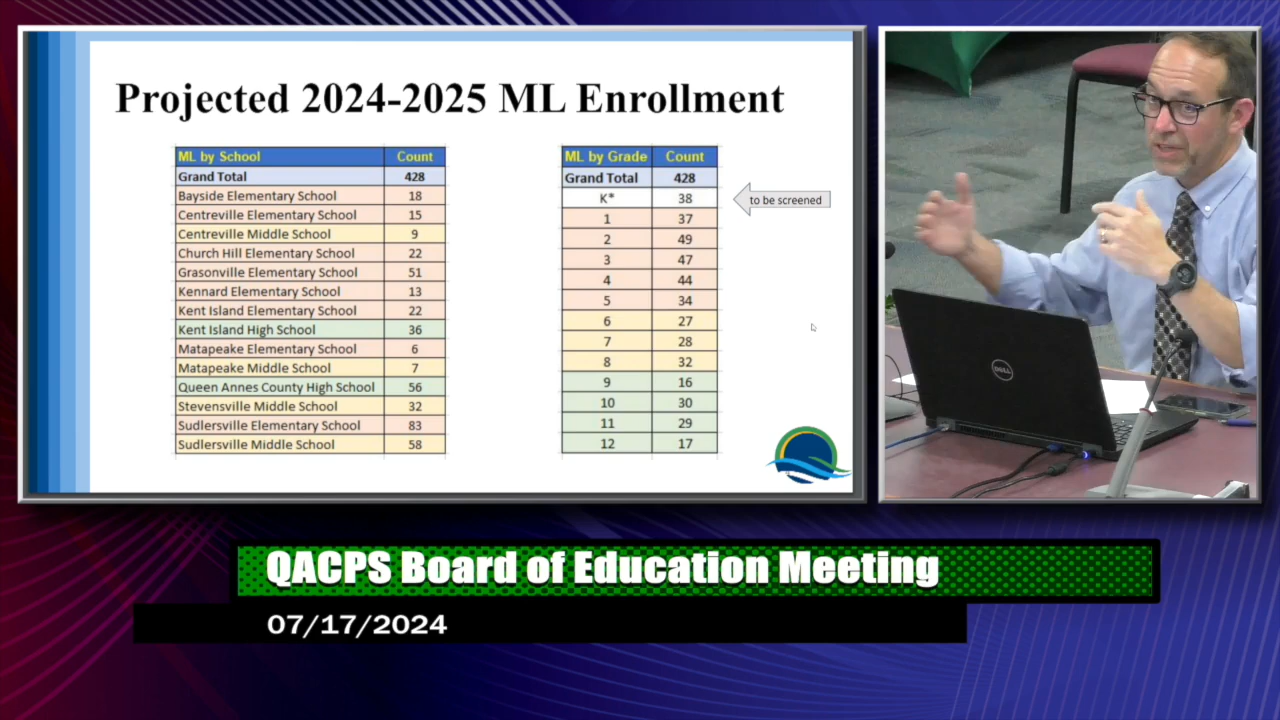 Projected 2024-2025 ML Enrollment
ML by School Count
Grand Total 428
Bayside Elementary School 18
Centreville Elementary School 15
Centreville Middle School 9
Church Hill Elementary School 22
Grasonville Elementary School 51
Kennard Elementary School 13
Kent Island Elementary School 22
Kent Island High School 36
Matapeake Elementary School 6
Matapeake Middle School 7
Queen Annes County High School 56
Stevensville Middle School 32
Sudlersville Elementary School 83
Sudlersville Middle School 58
ML by Grade Count
Grand Total 428
K* 38
to be screened
1 37
2 49
3 47
4 44
5 34
6 27
7 28
8 32
9 16
10 30
11 29
12 17
DELL
QACPS Board of Education Meeting
07/17/2024